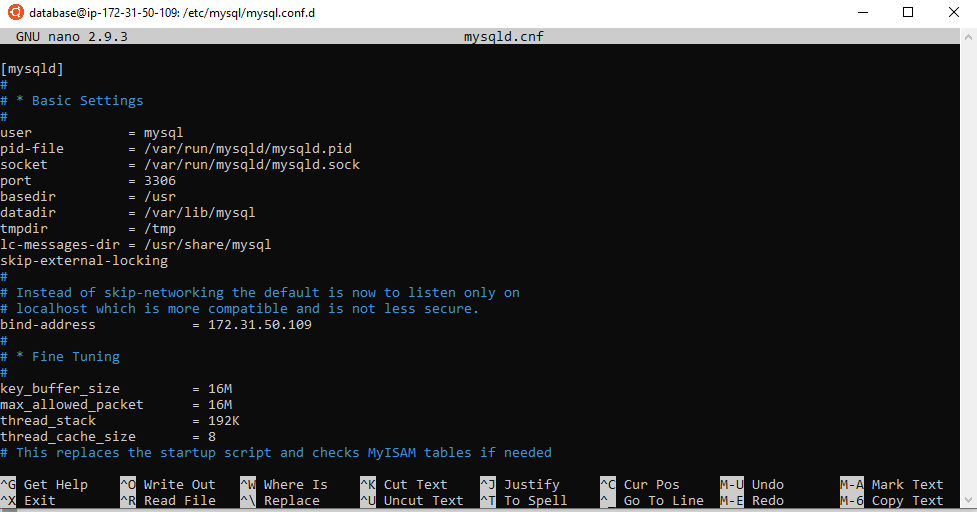 database@ip-172-31-50-109: /etc/mysql/mysql.conf.d
GNU nano 2.9.3 mysqld.cnf
[mysqld]
#
# * Basic Settings
#
user = mysql
pid-file = /var/run/mysqld/mysqld.pid
socket = /var/run/mysqld/mysqld.sock
port = 3306
basedir = /usr
datadir = /var/lib/mysql
tmpdir = /tmp
lc-messages-dir = /usr/share/mysql
skip-external-locking
#
# Instead of skip-networking the default is now to listen only on
# localhost which is more compatible and is not less secure.
bind-address = 172.31.50.109
#
# * Fine Tuning
#
key_buffer_size = 16M
max_allowed_packet = 16M
thread_stack = 192K
thread_cache_size = 8
# This replaces the startup script and checks MyISAM tables if needed
^G Get Help ^O Write Out ^W Where Is ^K Cut Text ^J Justify ^C Cur Pos M-U Undo M-A Mark Text
^X Exit ^R Read File ^\ Replace ^U Uncut Text ^T To Spell ^_ Go To Line M-E Redo M-6 Copy Text